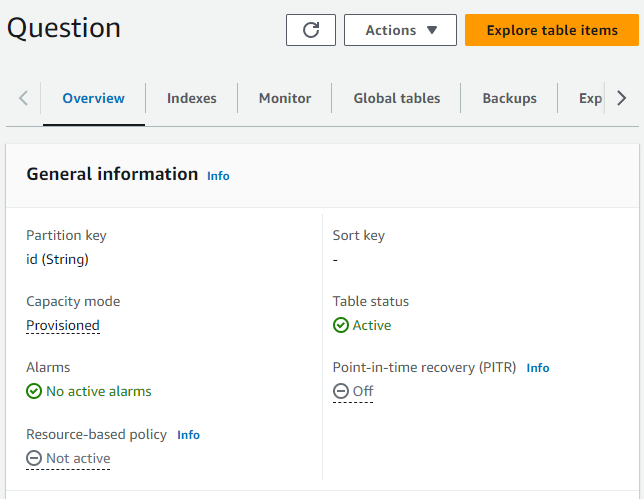 Question
Actions
Explore table items
Overview
Indexes
Monitor
Global tables
Backups
Exp
General information Info
Partition key
id (String)
Sort key
-
Capacity mode
Provisioned
Table status
Active
Alarms
No active alarms
Point-in-time recovery (PITR) Info
Off
Resource-based policy Info
Not active